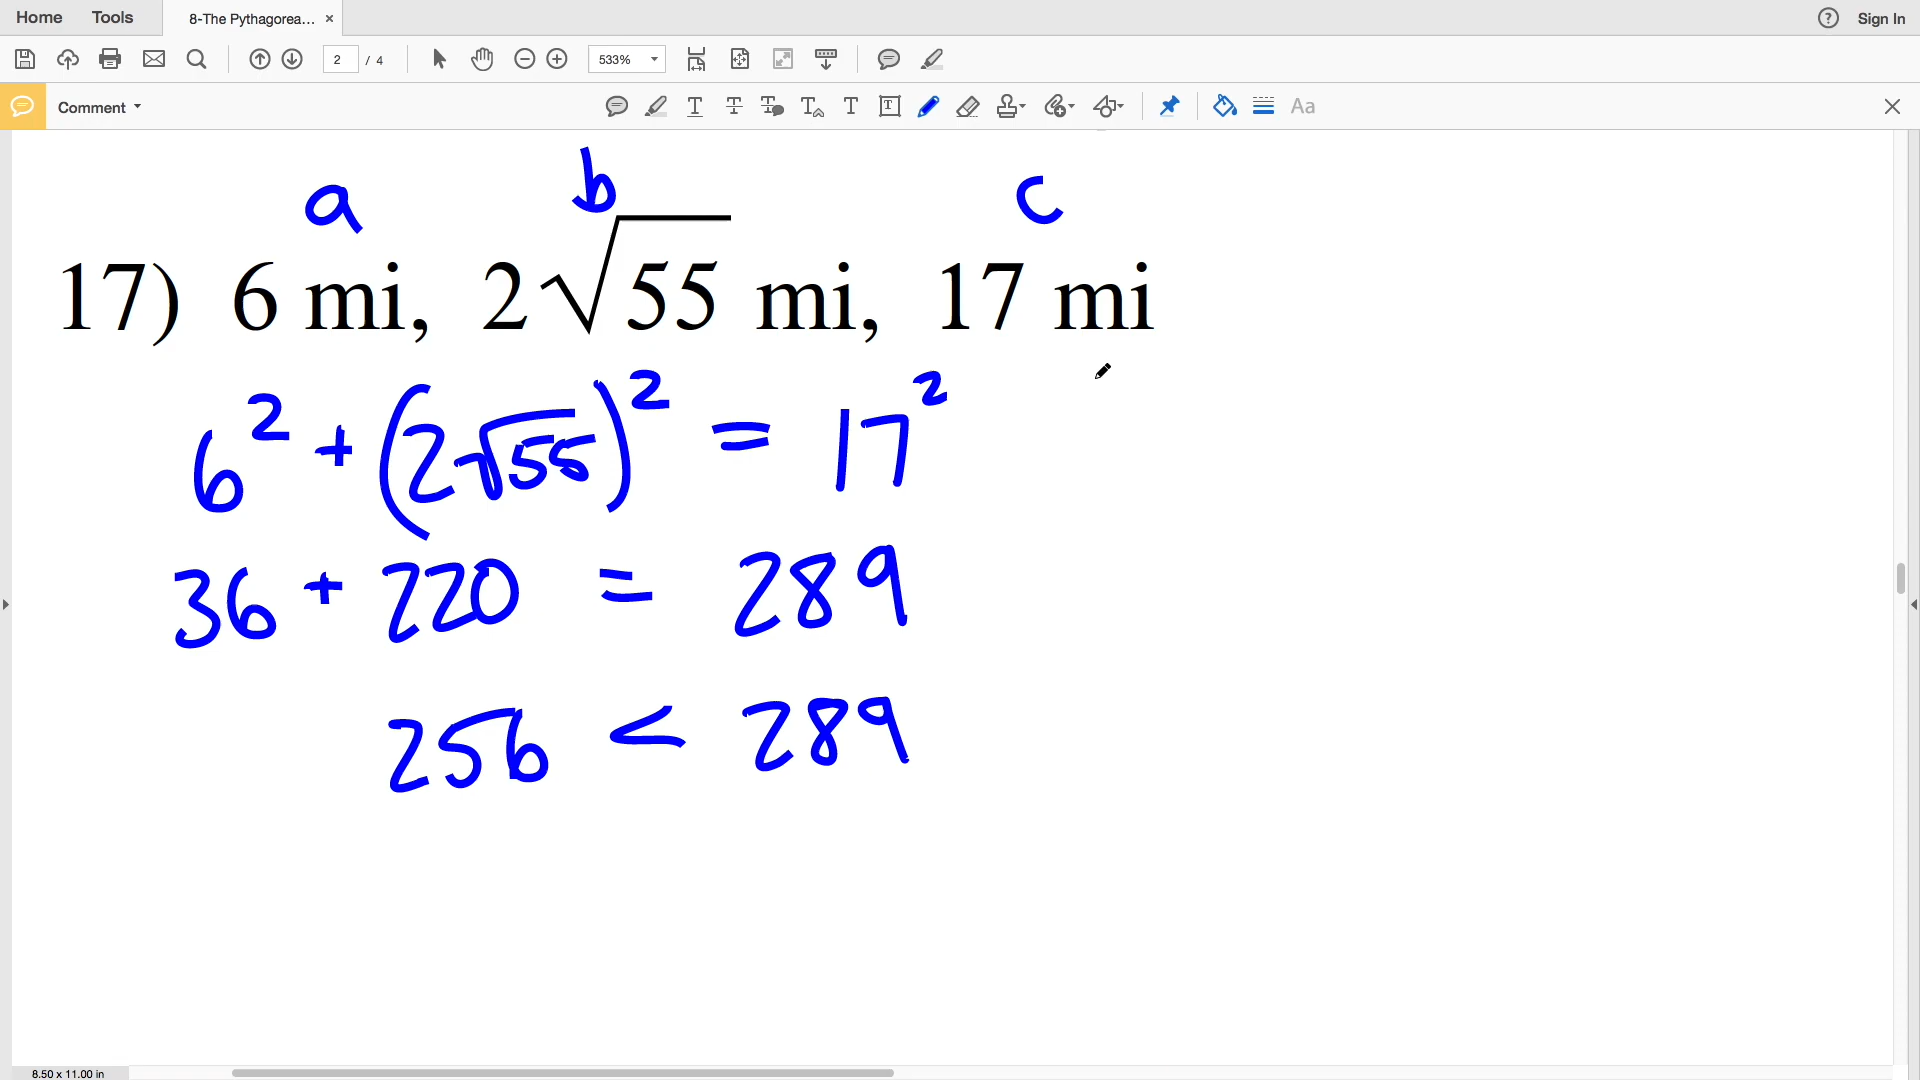 Home Tools 8-The Pythagorea... × ? Sign In
2 / 4 533%
Comment Aa
a b c
17) 6 mi, 2√55 mi, 17 mi
6² + (2√55)² = 17²
36 + 220 = 289
256 < 289
8.50 x 11.00 in